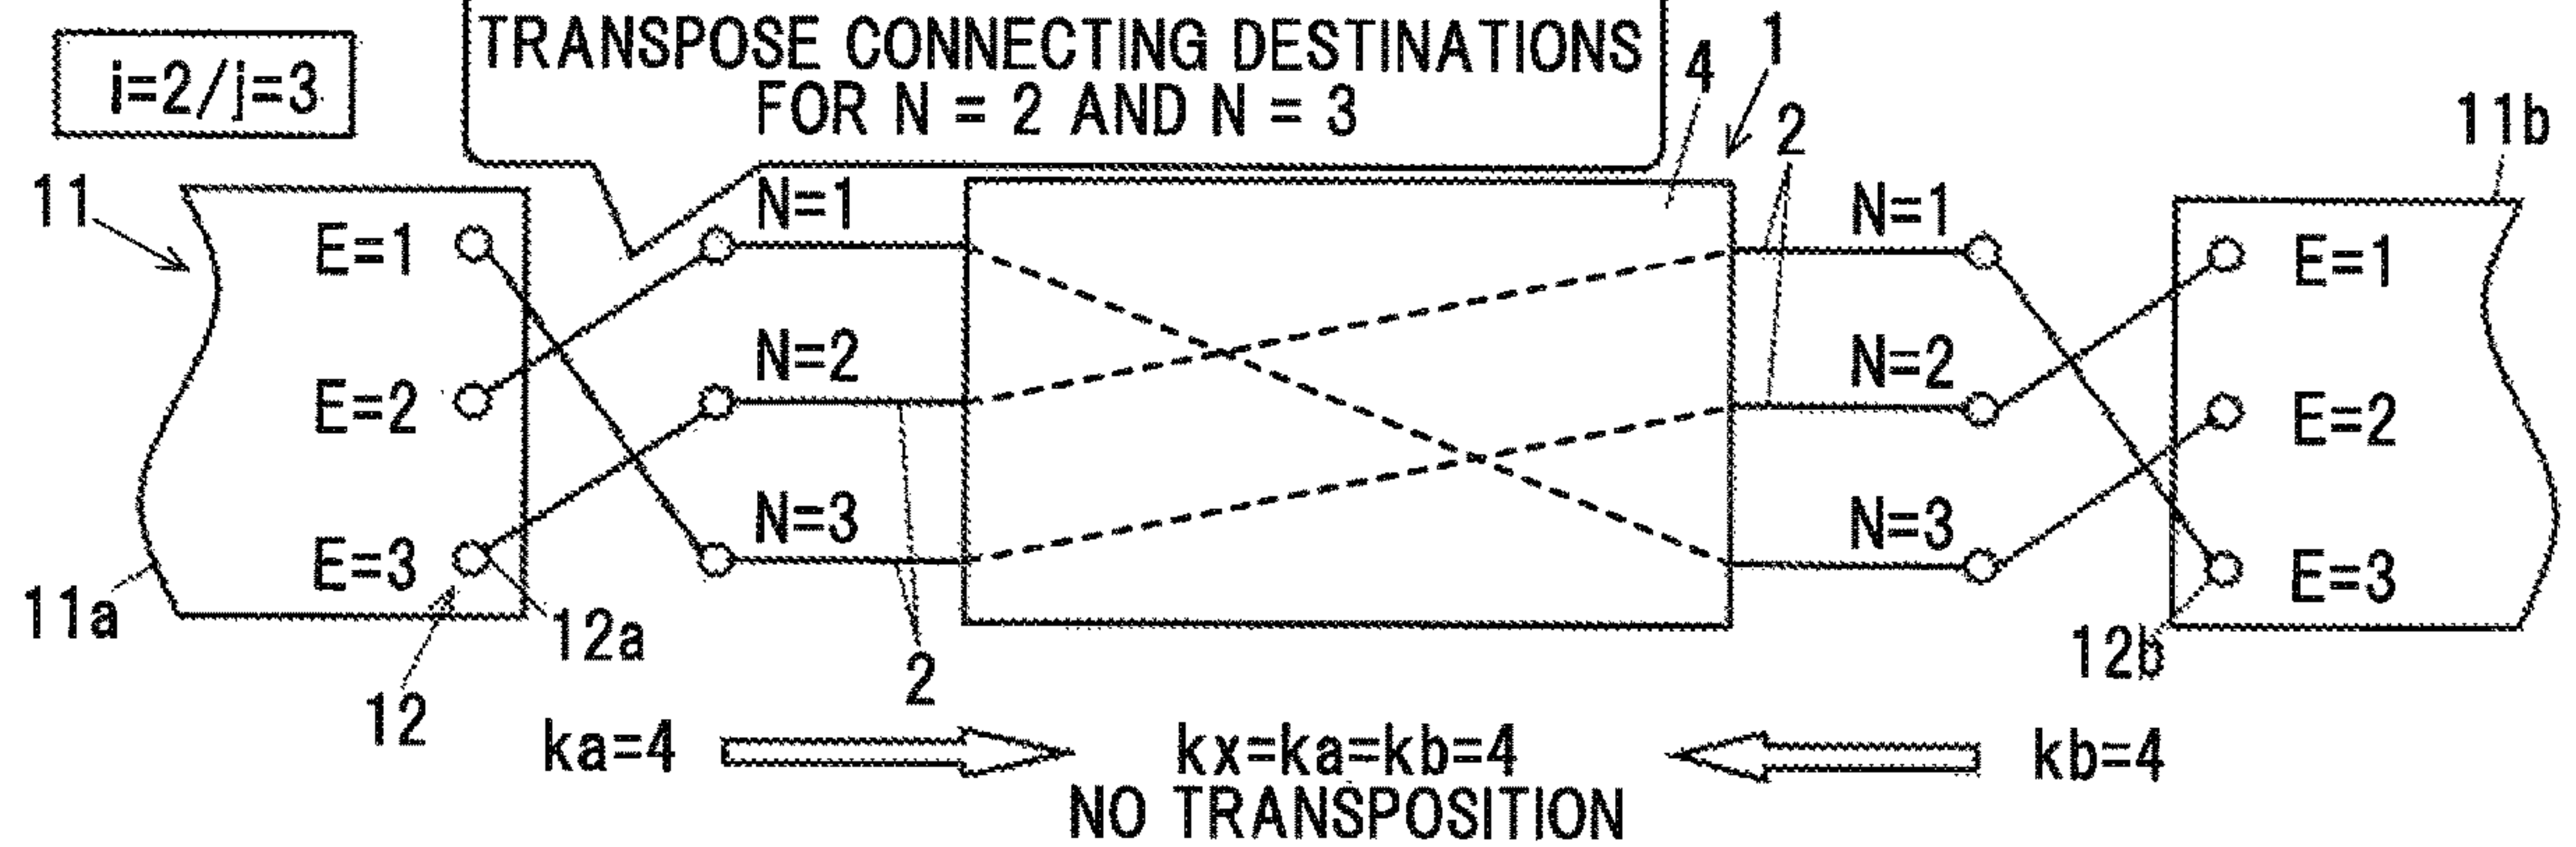 TRANSPOSE CONNECTING DESTINATIONS
FOR N = 2 AND N = 3
i=2/j=3
1
4
2
11b
11
N=1
N=1
E=1
E=1
N=2
N=2
E=2
E=2
N=3
N=3
E=3
E=3
11a
12a
12b
2
12
ka=4
kx=ka=kb=4
kb=4
NO TRANSPOSITION